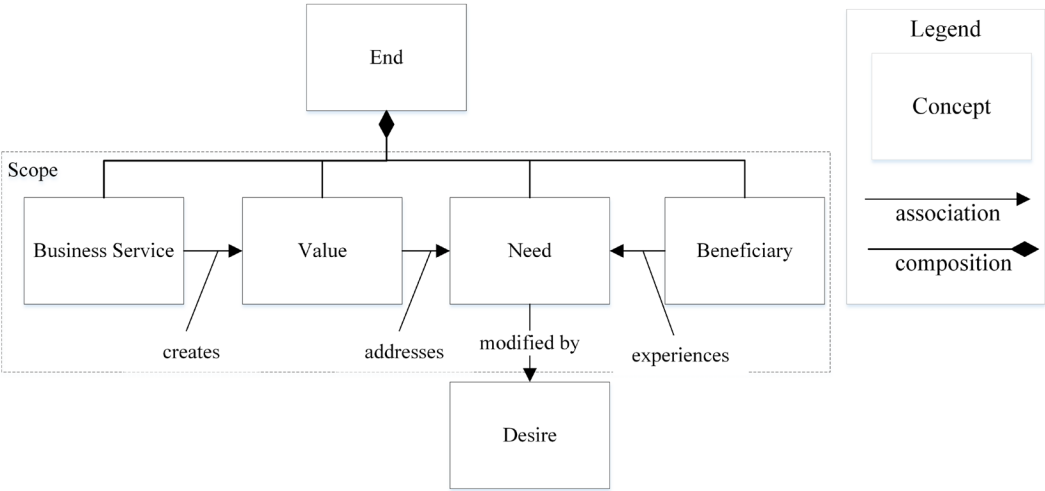 End
Scope
Business Service
Value
Need
Beneficiary
creates
addresses
modified by
experiences
Desire
Legend
Concept
association
composition